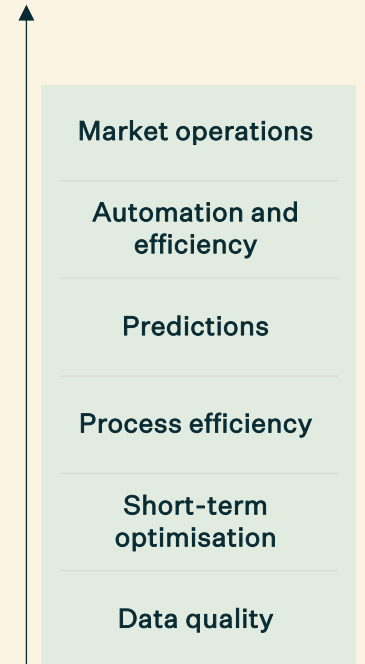 Market operations
Automation and
efficiency
Predictions
Process efficiency
Short-term
optimisation
Data quality